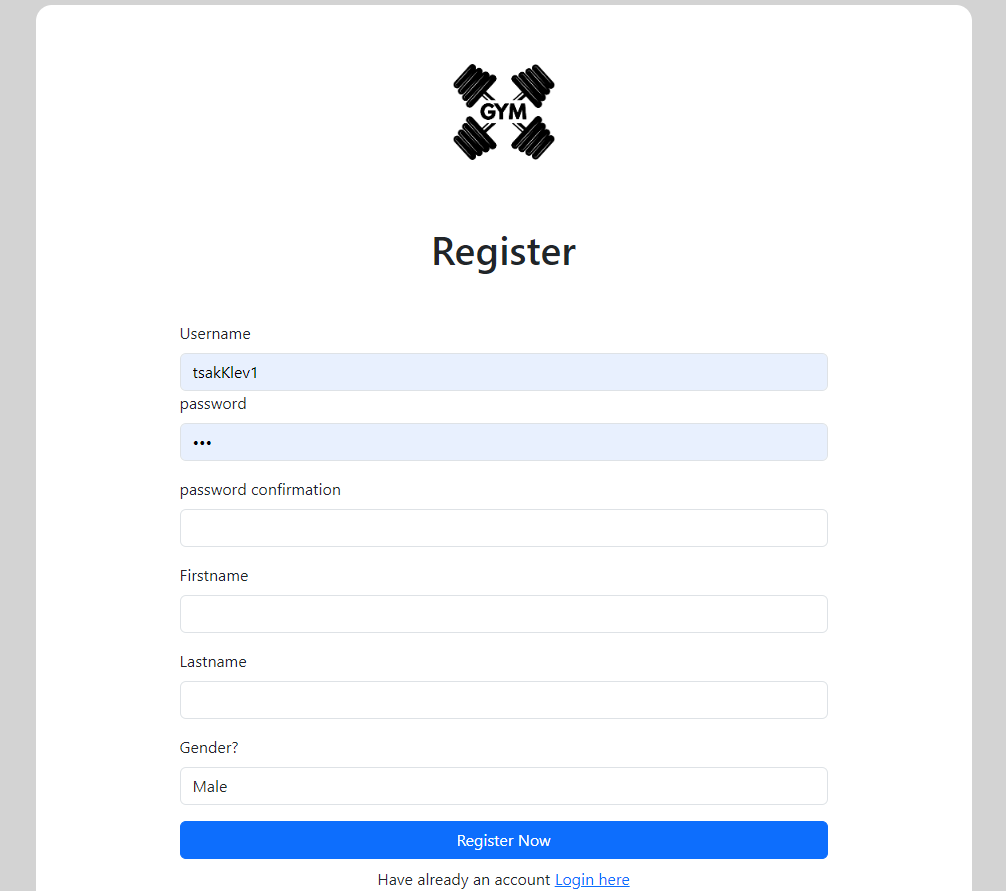 GYM
Register
Username
tsakKlev1
password
•••
password confirmation
Firstname
Lastname
Gender?
Male
Register Now
Have already an account Login here